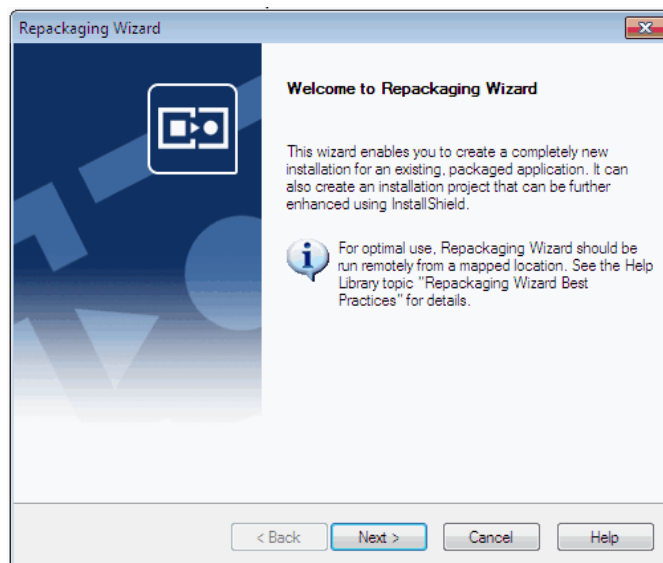 Repackaging Wizard
Welcome to Repackaging Wizard
This wizard enables you to create a completely new
installation for an existing, packaged application. It can
also create an installation project that can be further
enhanced using InstallShield.
For optimal use, Repackaging Wizard should be
run remotely from a mapped location. See the Help
Library topic "Repackaging Wizard Best
Practices" for details.
< Back
Next >
Cancel
Help